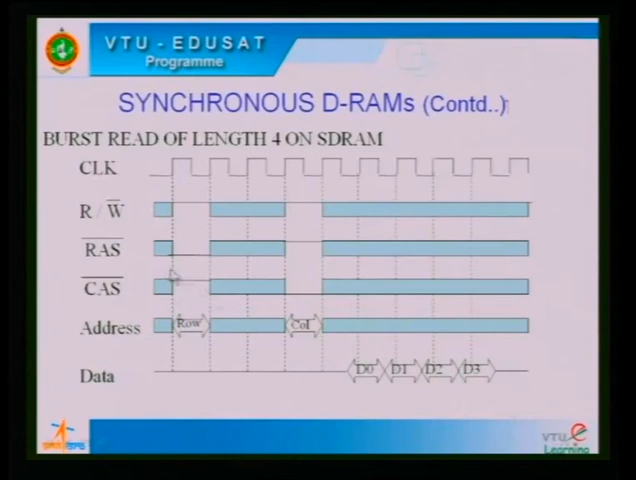 VTU - EDUSAT
Programme
SYNCHRONOUS D-RAMs (Contd..)
BURST READ OF LENGTH 4 ON SDRAM
CLK
R / W
RAS
CAS
Address Row Col
Data D0 D1 D2 D3
VTU e
Learning